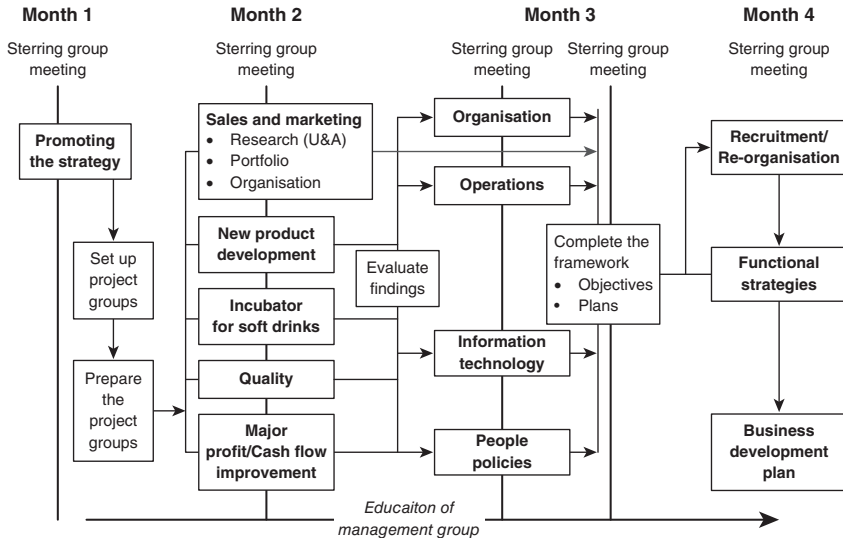 Month 1
Month 2
Month 3
Month 4
Sterring group
meeting
Sterring group
meeting
Sterring group
meeting
Sterring group
meeting
Sterring group
meeting
Promoting
the strategy
Set up
project
groups
Prepare
the
project
groups
Sales and marketing
• Research (U&A)
• Portfolio
• Organisation
New product
development
Incubator
for soft drinks
Quality
Major
profit/Cash flow
improvement
Evaluate
findings
Organisation
Operations
Information
technology
People
policies
Complete the
framework
• Objectives
• Plans
Recruitment/
Re-organisation
Functional
strategies
Business
development
plan
Educaiton of
management group